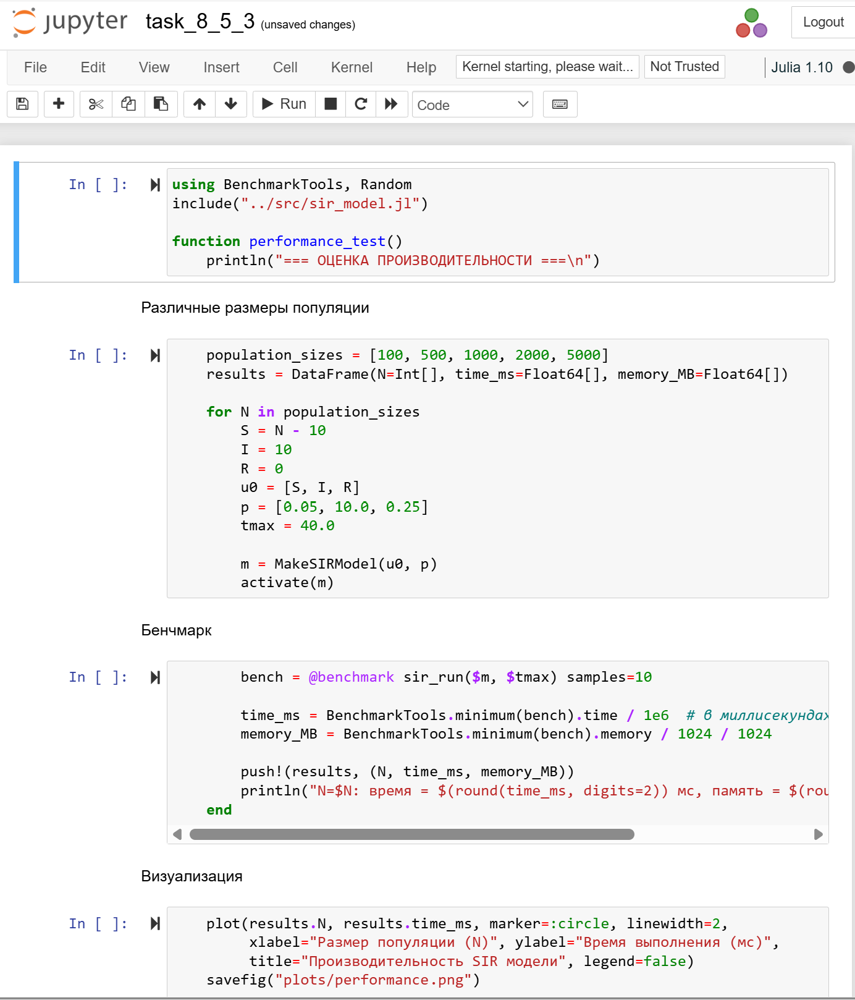 jupyter task_8_5_3 (unsaved changes)
Logout
File Edit View Insert Cell Kernel Help Kernel starting, please wait... Not Trusted Julia 1.10
Run Code
In [ ]: using BenchmarkTools, Random
include("../src/sir_model.jl")
function performance_test()
println("=== ОЦЕНКА ПРОИЗВОДИТЕЛЬНОСТИ ===\n")
Различные размеры популяции
In [ ]: population_sizes = [100, 500, 1000, 2000, 5000]
results = DataFrame(N=Int[], time_ms=Float64[], memory_MB=Float64[])
for N in population_sizes
S = N - 10
I = 10
R = 0
u0 = [S, I, R]
p = [0.05, 10.0, 0.25]
tmax = 40.0
m = MakeSIRModel(u0, p)
activate(m)
Бенчмарк
In [ ]: bench = @benchmark sir_run($m, $tmax) samples=10
time_ms = BenchmarkTools.minimum(bench).time / 1e6 # в миллисекундах
memory_MB = BenchmarkTools.minimum(bench).memory / 1024 / 1024
push!(results, (N, time_ms, memory_MB))
println("N=$N: время = $(round(time_ms, digits=2)) мс, память = $(rou
end
Визуализация
In [ ]: plot(results.N, results.time_ms, marker=:circle, linewidth=2,
xlabel="Размер популяции (N)", ylabel="Время выполнения (мс)",
title="Производительность SIR модели", legend=false)
savefig("plots/performance.png")